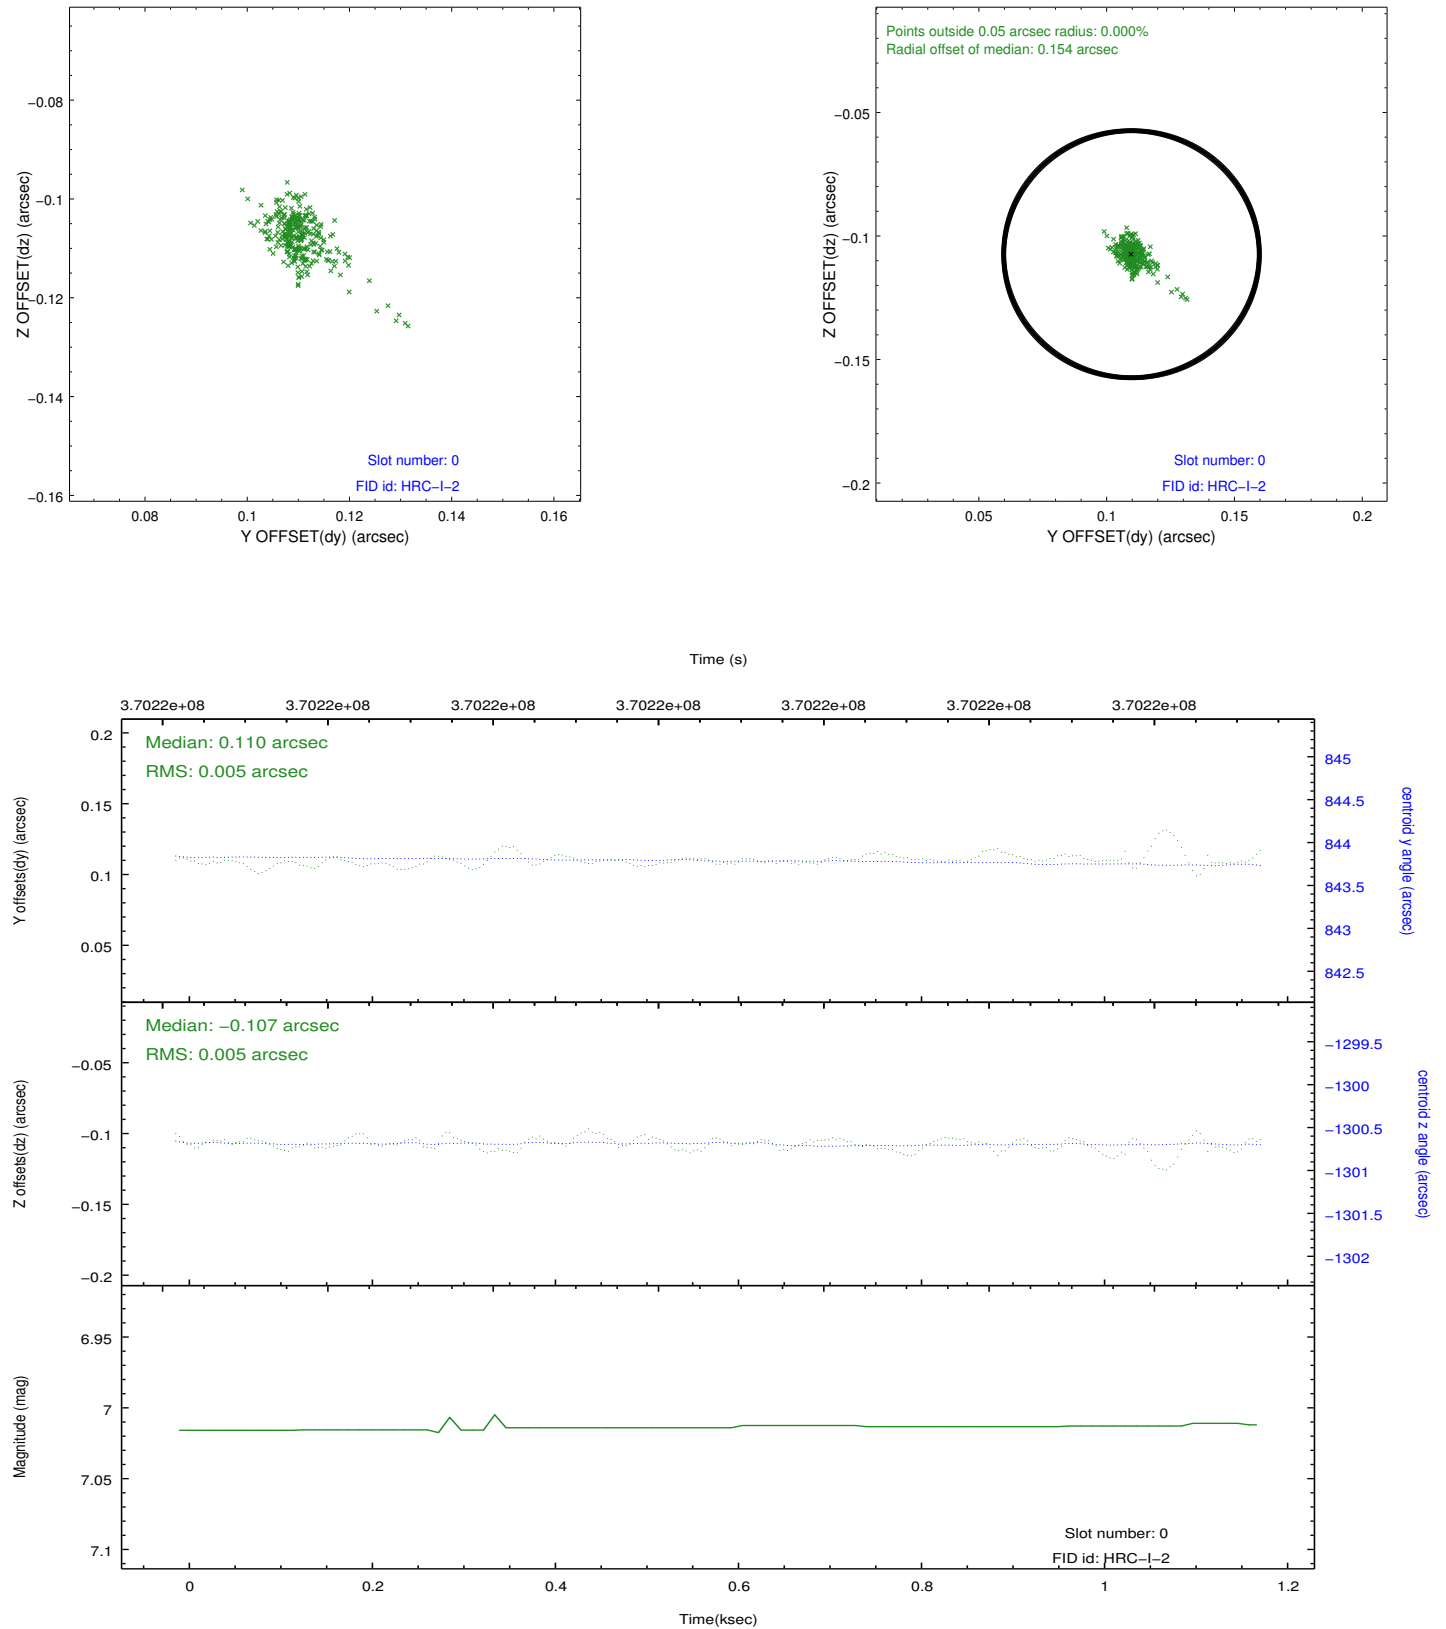 Z OFFSET(dz) (arcsec)
−0.08
−0.1
−0.12
−0.14
−0.16
Slot number: 0
FID id: HRC−I−2
0.08
0.1
0.12
0.14
0.16
Y OFFSET(dy) (arcsec)
Points outside 0.05 arcsec radius: 0.000%
Radial offset of median: 0.154 arcsec
Z OFFSET(dz) (arcsec)
−0.05
−0.1
−0.15
−0.2
Slot number: 0
FID id: HRC−I−2
0.05
0.1
0.15
0.2
Y OFFSET(dy) (arcsec)
Time (s)
3.7022e+08
3.7022e+08
3.7022e+08
3.7022e+08
3.7022e+08
3.7022e+08
3.7022e+08
Median: 0.110 arcsec
RMS: 0.005 arcsec
Y offsets(dy) (arcsec)
0.2
0.15
0.1
0.05
845
844.5
844
843.5
843
842.5
centroid y angle (arcsec)
Median: −0.107 arcsec
RMS: 0.005 arcsec
Z offsets(dz) (arcsec)
−0.05
−0.1
−0.15
−0.2
−1299.5
−1300
−1300.5
−1301
−1301.5
−1302
centroid z angle (arcsec)
Magnitude (mag)
6.95
7
7.05
7.1
Slot number: 0
FID id: HRC−I−2
0
0.2
0.4
0.6
0.8
1
1.2
Time(ksec)